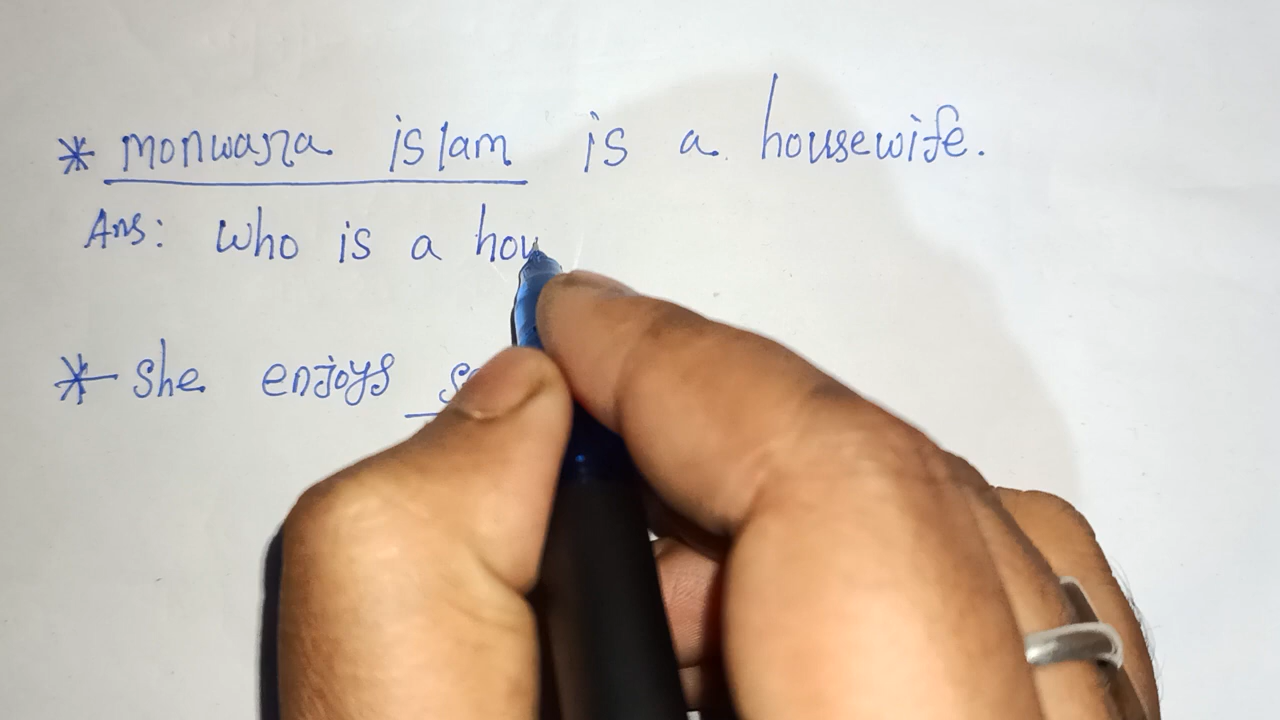 * monwara islam is a housewife.
Ans: Who is a hou
* She enjoys